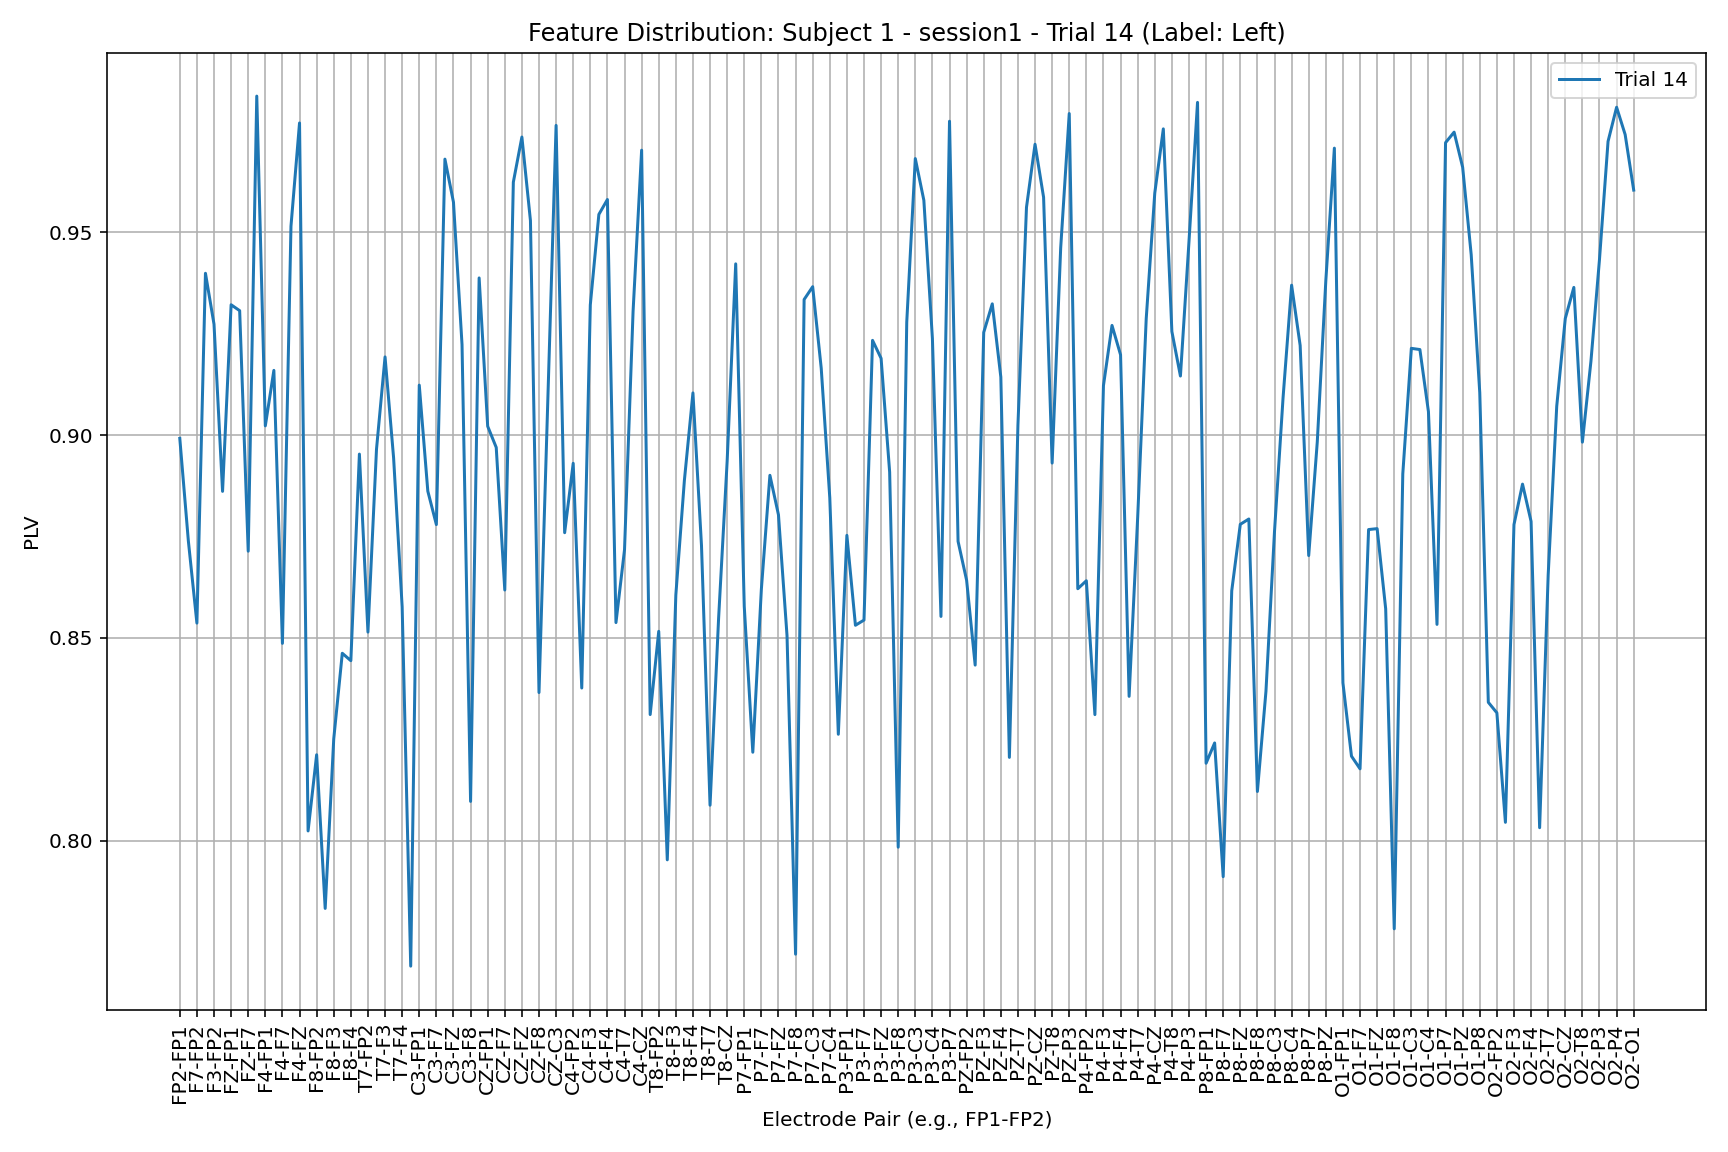 Feature Distribution: Subject 1 - session1 - Trial 14 (Label: Left)
Trial 14
PLV
0.95
0.90
0.85
0.80
FP2-FP1
F7-FP2
F3-FP2
FZ-FP1
FZ-F7
F4-FP1
F4-F7
F4-FZ
F8-FP2
F8-F3
F8-F4
T7-FP2
T7-F3
T7-F4
C3-FP1
C3-F7
C3-FZ
C3-F8
CZ-FP1
CZ-F7
CZ-FZ
CZ-F8
CZ-C3
C4-FP2
C4-F3
C4-F4
C4-T7
C4-CZ
T8-FP2
T8-F3
T8-F4
T8-T7
T8-CZ
P7-FP1
P7-F7
P7-FZ
P7-F8
P7-C3
P7-C4
P3-FP1
P3-F7
P3-FZ
P3-F8
P3-C3
P3-C4
P3-P7
PZ-FP2
PZ-F3
PZ-F4
PZ-T7
PZ-CZ
PZ-T8
PZ-P3
P4-FP2
P4-F3
P4-F4
P4-T7
P4-CZ
P4-T8
P4-P3
P8-FP1
P8-F7
P8-FZ
P8-F8
P8-C3
P8-C4
P8-P7
P8-PZ
O1-FP1
O1-F7
O1-FZ
O1-F8
O1-C3
O1-C4
O1-P7
O1-PZ
O1-P8
O2-FP2
O2-F3
O2-F4
O2-T7
O2-CZ
O2-T8
O2-P3
O2-P4
O2-O1
Electrode Pair (e.g., FP1-FP2)